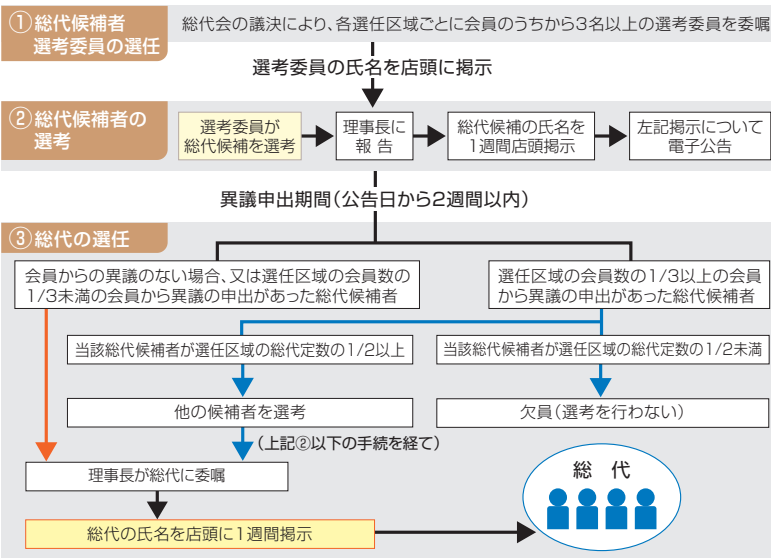 ①総代候補者
選考委員の選任
総代会の議決により、各選任区域ごとに会員のうちから3名以上の選考委員を委嘱
選考委員の氏名を店頭に掲示
②総代候補者の
選考
選考委員が
総代候補を選考
理事長に
報 告
総代候補の氏名を
1週間店頭掲示
左記掲示について
電子公告
異議申出期間(公告日から2週間以内)
③総代の選任
会員からの異議のない場合、又は選任区域の会員数の
1/3未満の会員から異議の申出があった総代候補者
選任区域の会員数の1/3以上の会員
から異議の申出があった総代候補者
当該総代候補者が選任区域の総代定数の1/2以上
当該総代候補者が選任区域の総代定数の1/2未満
他の候補者を選考
欠員(選考を行わない)
(上記②以下の手続を経て)
理事長が総代に委嘱
総代の氏名を店頭に1週間掲示
総 代